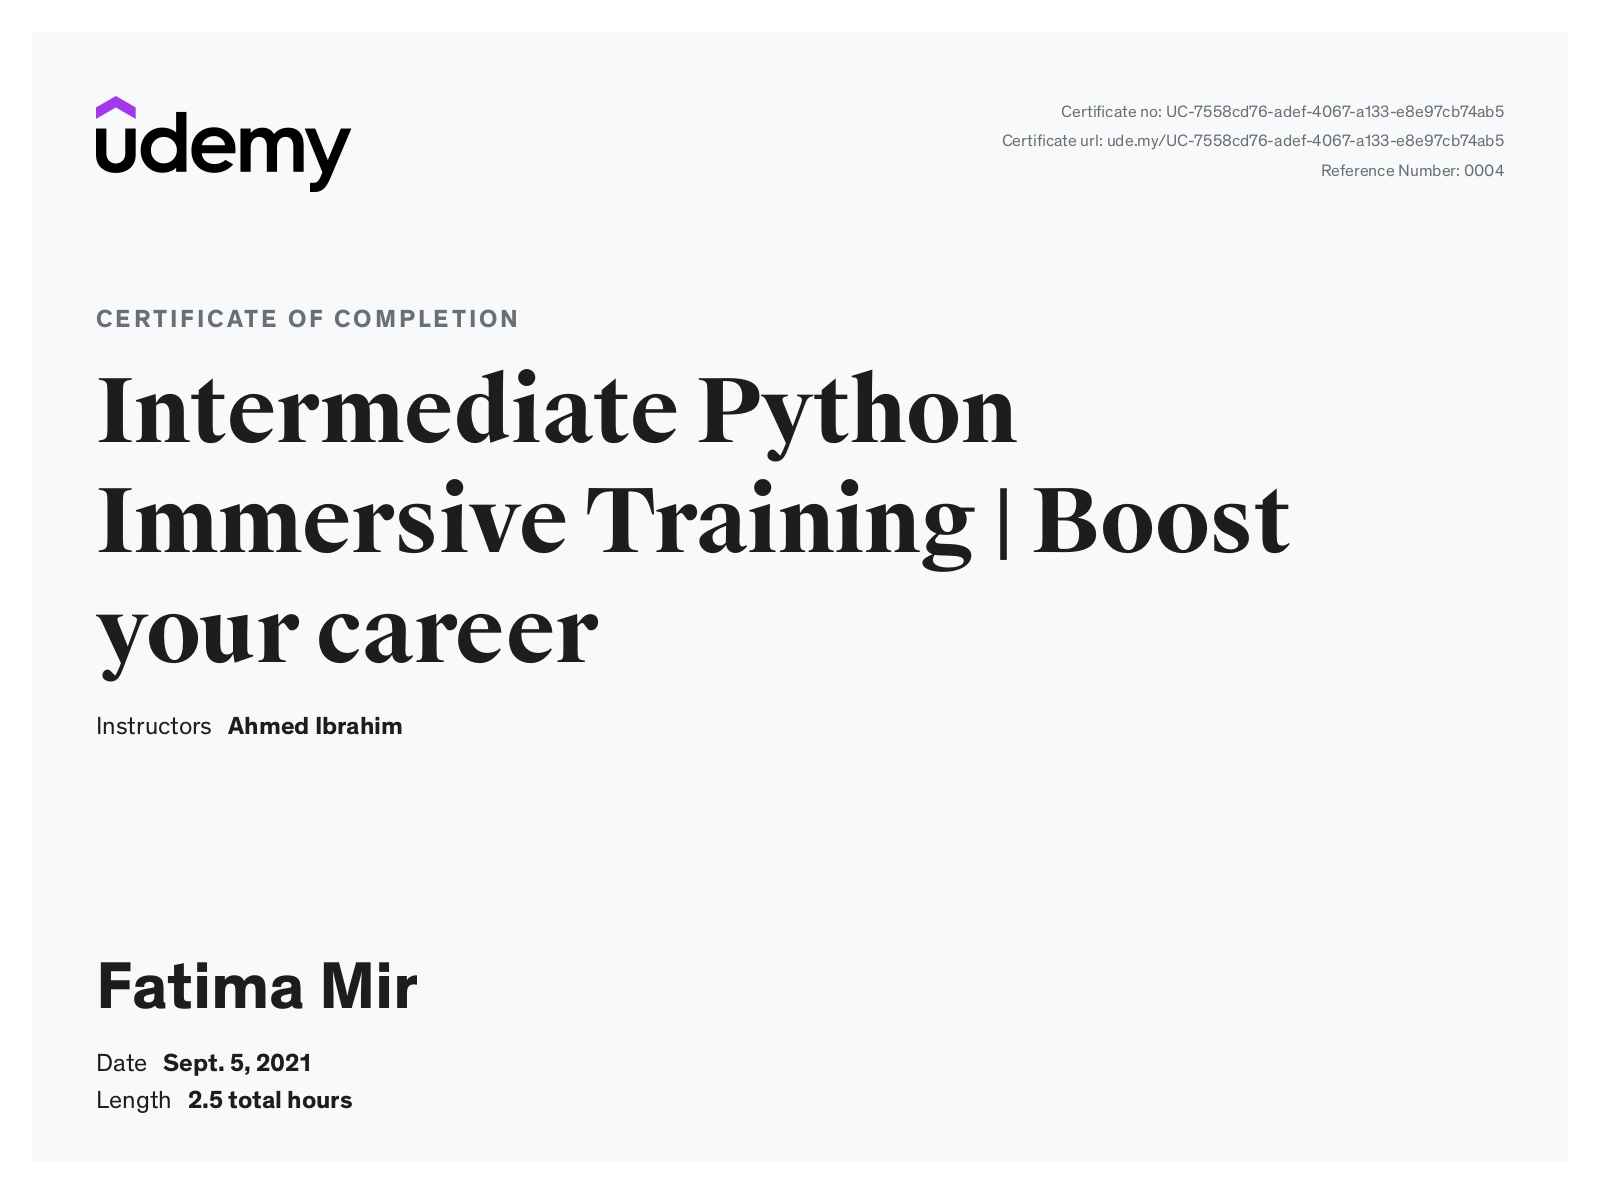 udemy
Certificate no: UC-7558cd76-adef-4067-a133-e8e97cb74ab5
Certificate url: ude.my/UC-7558cd76-adef-4067-a133-e8e97cb74ab5
Reference Number: 0004
CERTIFICATE OF COMPLETION
Intermediate Python
Immersive Training | Boost
your career
Instructors Ahmed Ibrahim
Fatima Mir
Date Sept. 5, 2021
Length 2.5 total hours